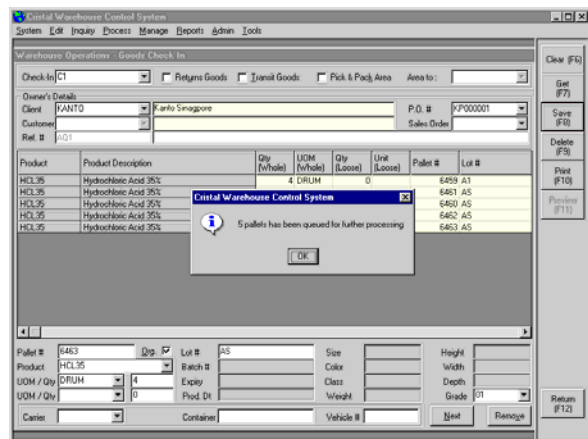 Cristal Warehouse Control System
System Edit Inquiry Process Manage Reports Admin Tools
Warehouse Operations - Goods Check In
Check-In C1 Returns Goods Transit Goods Pick & Pack Area Area to :
Owner's Details
Client KANTO Kanto Sinagpore P.O. # KP000001
Customer Sales Order
Ref. # AQ1
Product Product Description Qty (Whole) UOM (Whole) Qty (Loose) Unit (Loose) Pallet # Lot #
HCL35 Hydrochloric Acid 35% 4 DRUM 0 6459 A1
HCL35 Hydrochloric Acid 35% 6461 AS
HCL35 Hydrochloric Acid 35% 6460 AS
HCL35 Hydrochloric Acid 35% 6462 AS
HCL35 Hydrochloric Acid 35% 6463 AS
Cristal Warehouse Control System
5 pallets has been queued for further processing
OK
Pallet # 6463 Org. Lot # AS Size Height
Product HCL35 Batch # Color Width
UOM / Qty DRUM 4 Expiry Class Depth
UOM / Qty 0 Prod. Dt Weight Grade 01
Carrier Container Vehicle # Next Remove
Clear (F6)
Get
(F7)
Save
(F8)
Delete
(F9)
Print
(F10)
Preview
(F11)
Return
(F12)